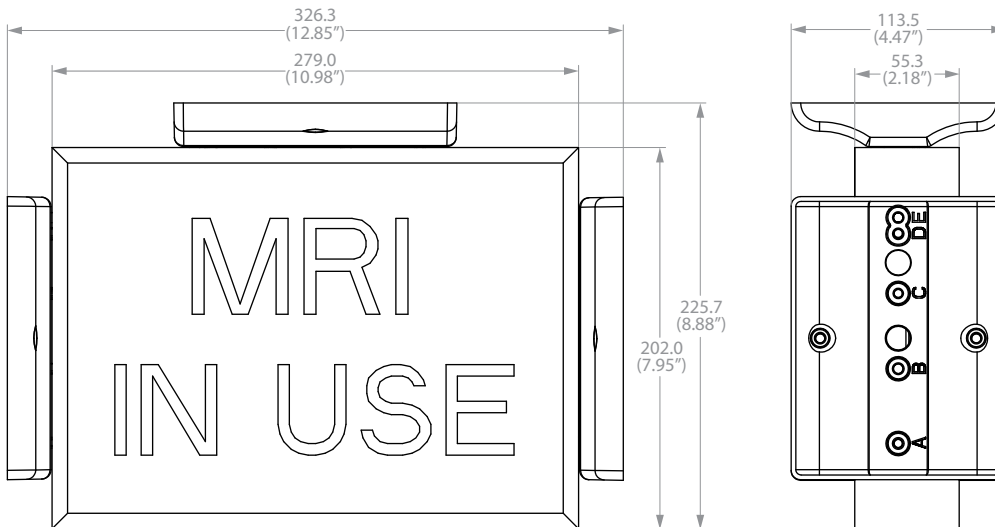 326.3
(12.85”)
279.0
(10.98”)
113.5
(4.47”)
55.3
(2.18”)
MRI
IN USE
225.7
(8.88”)
202.0
(7.95”)
DE
C
B
A